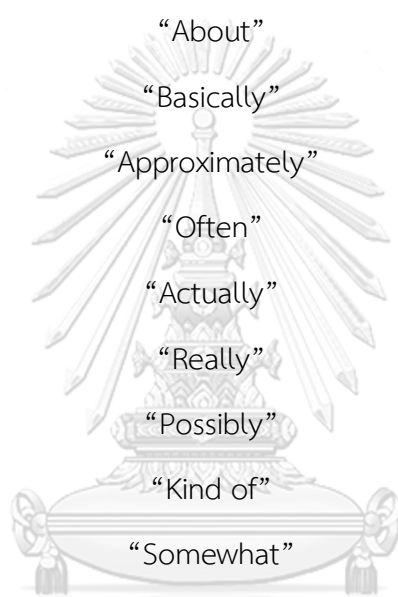 “About”
“Basically”
“Approximately”
“Often”
“Actually”
“Really”
“Possibly”
“Kind of”
“Somewhat”